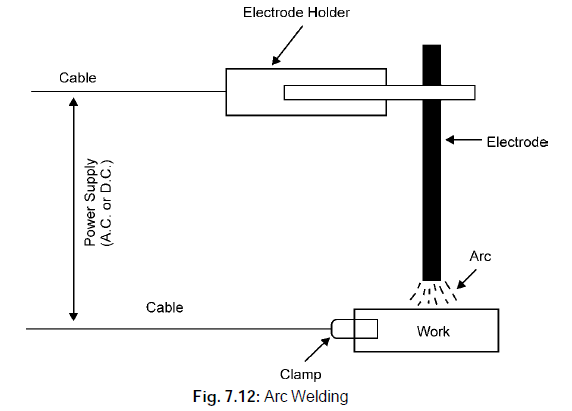 Electrode Holder
Cable
Electrode
Power Supply
(A.C. or D.C.)
Arc
Cable
Work
Clamp
Fig. 7.12: Arc Welding